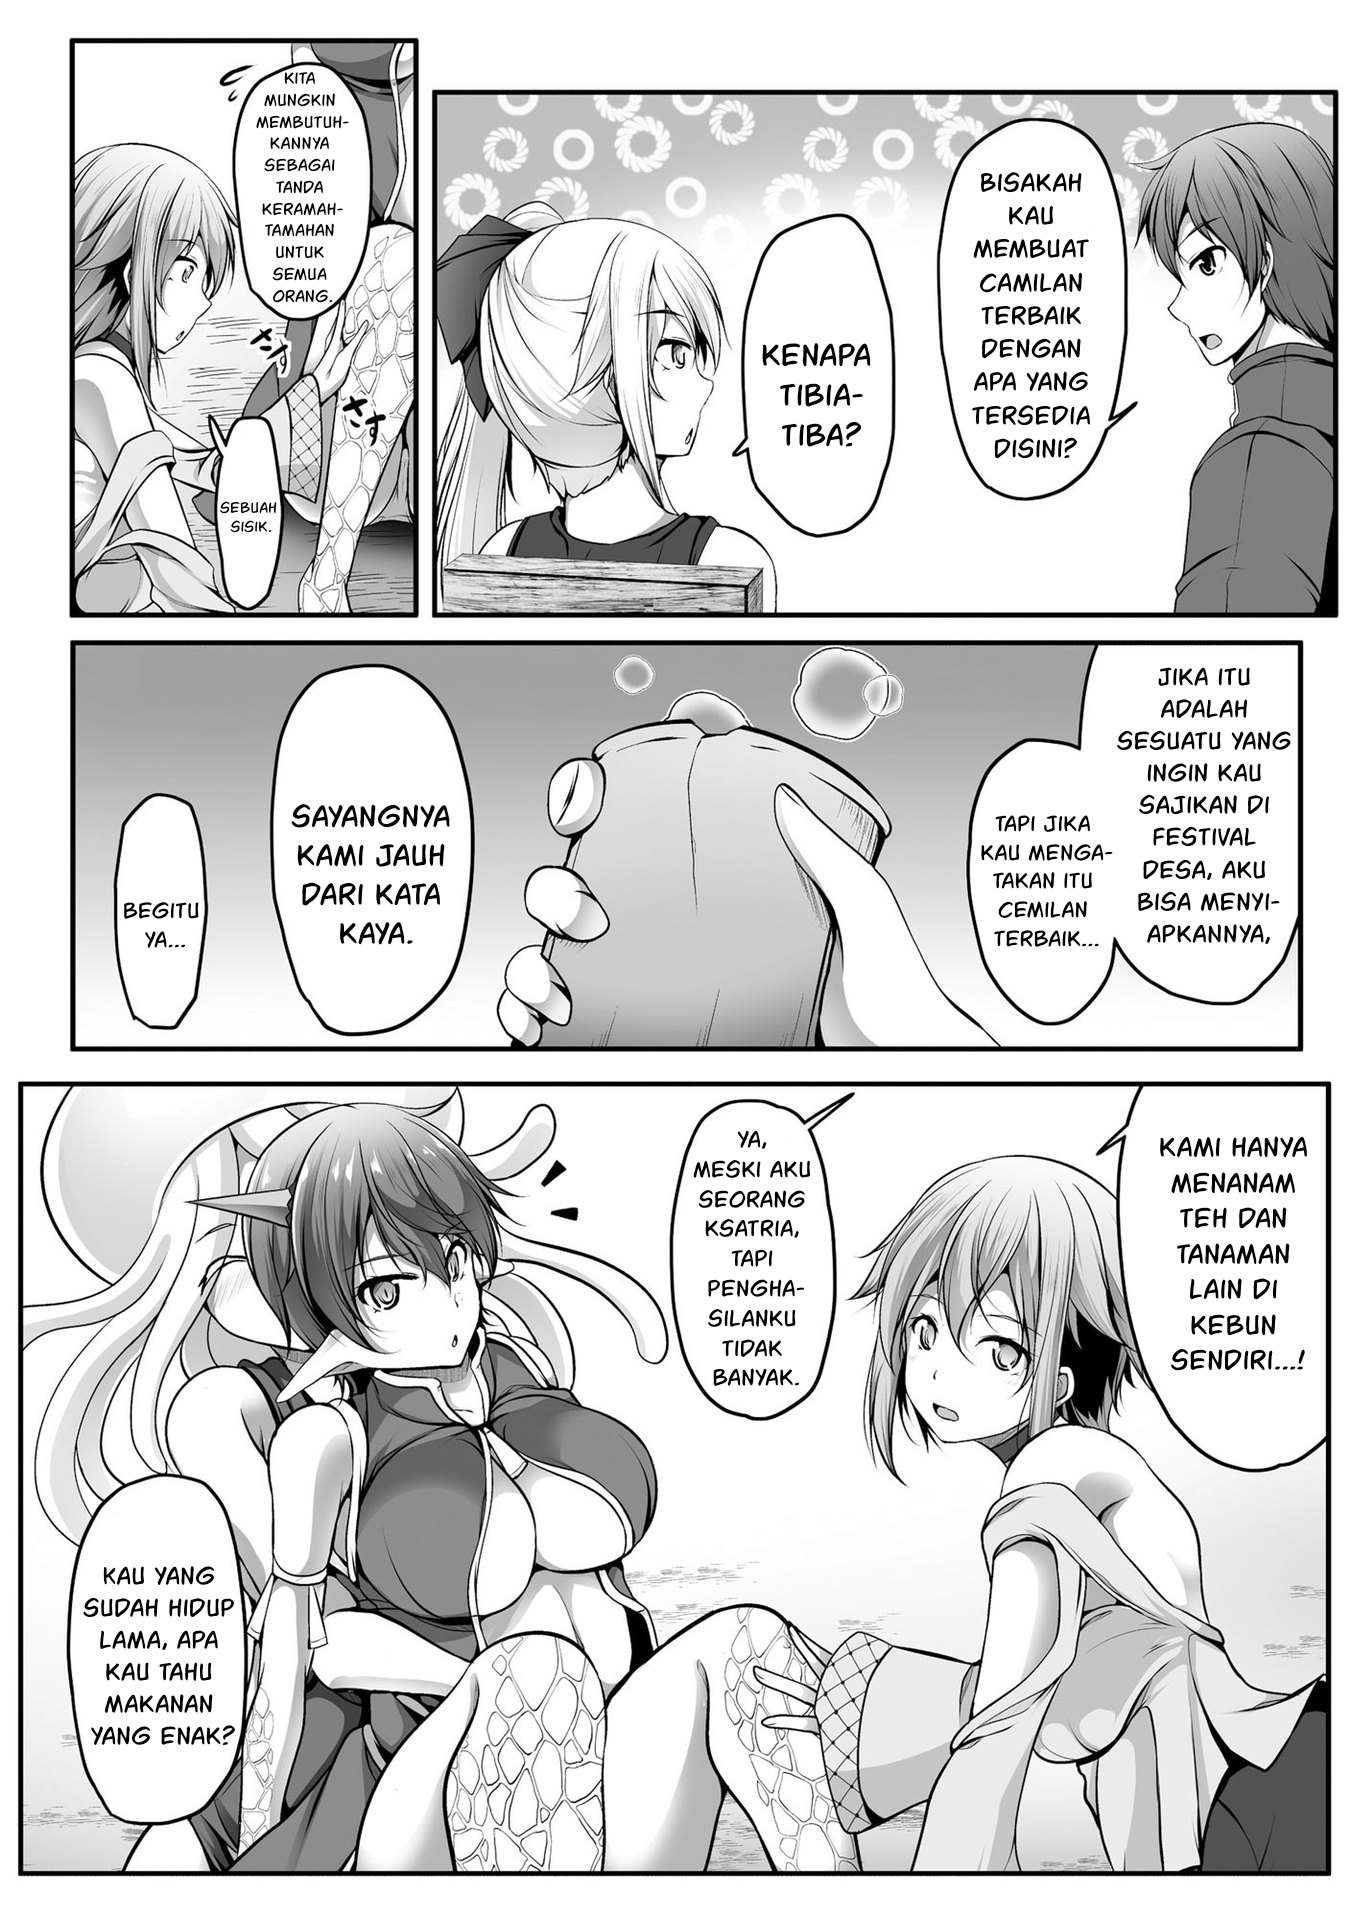 BISAKAH
KAU
MEMBUAT
CAMILAN
TERBAIK
DENGAN
APA YANG
TERSEDIA
DISINI?
KENAPA
TIBIA-
TIBA?
KITA
MUNGKIN
MEMBUTUH-
KANNYA
SEBAGAI
TANDA
KERAMAH-
TAMAHAN
UNTUK
SEMUA
ORANG.
さす
さす
SEBUAH
SISIK.
JIKA ITU
ADALAH
SESUATU YANG
INGIN KAU
SAJIKAN DI
FESTIVAL
DESA, AKU
BISA MENYI-
APKANNYA,
TAPI JIKA
KAU MENGA-
TAKAN ITU
CEMILAN
TERBAIK...
SAYANGNYA
KAMI JAUH
DARI KATA
KAYA.
BEGITU
YA...
KAMI HANYA
MENANAM
TEH DAN
TANAMAN
LAIN DI
KEBUN
SENDIRI...!
YA,
MESKI AKU
SEORANG
KSATRIA,
TAPI
PENGHA-
SILANKU
TIDAK
BANYAK.
KAU YANG
SUDAH HIDUP
LAMA, APA
KAU TAHU
MAKANAN
YANG ENAK?